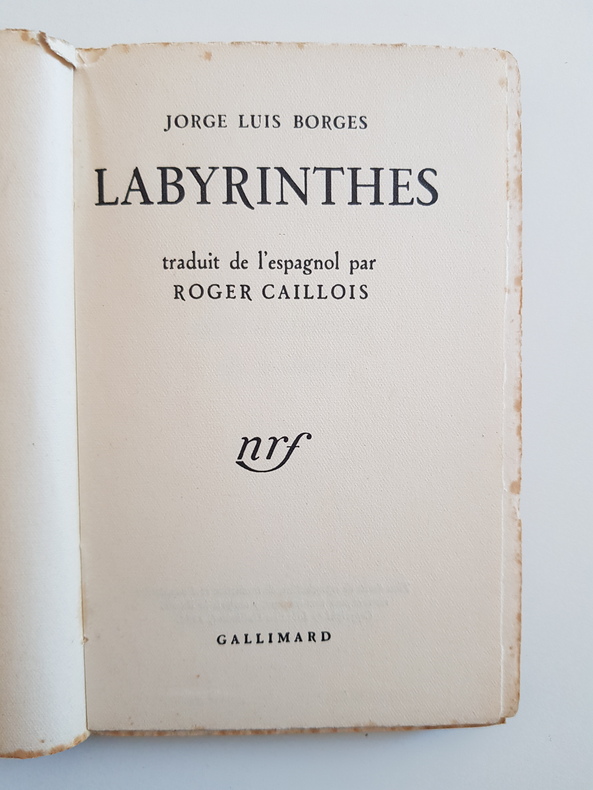 JORGE LUIS BORGES
LABYRINTHES
traduit de l'espagnol par
ROGER CAILLOIS
nrf
GALLIMARD